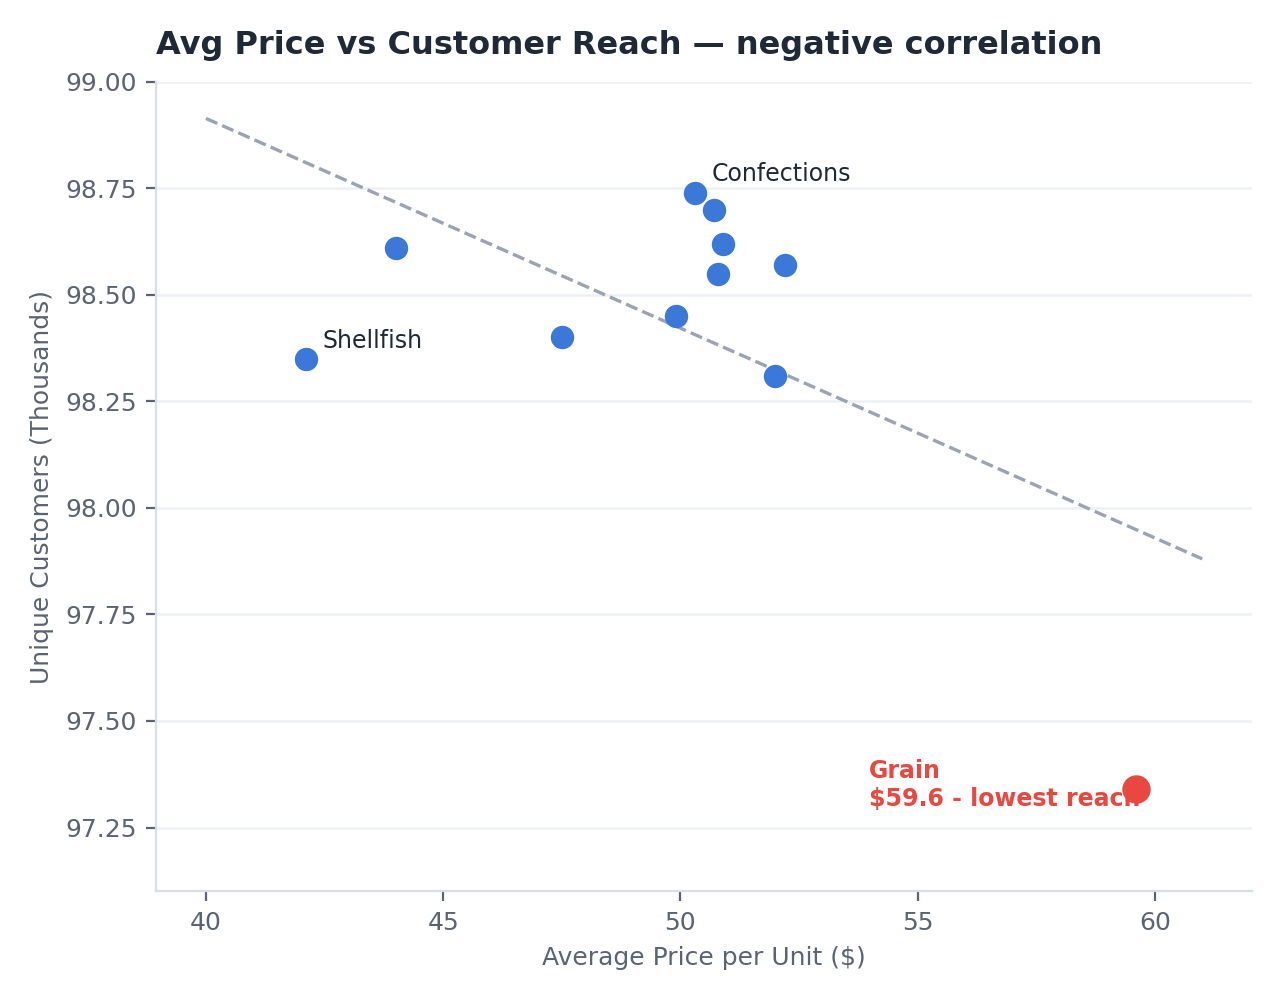 Avg Price vs Customer Reach — negative correlation
99.00
98.75
98.50
98.25
98.00
97.75
97.50
97.25
Unique Customers (Thousands)
Confections
Shellfish
Grain
$59.6 - lowest reach
40
45
50
55
60
Average Price per Unit ($)